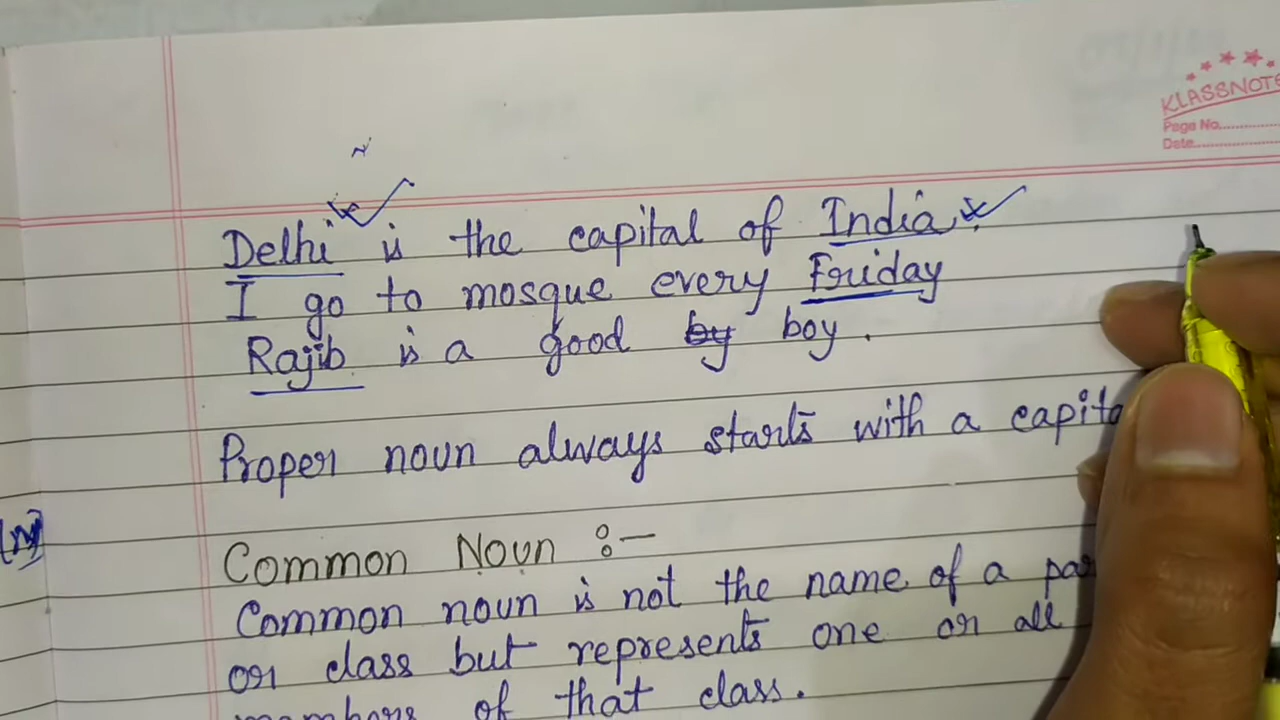 KLASSNOTE
Page No.
Date
Delhi is the capital of India.
I go to mosque every Friday
Rajib is a good by boy.
Proper noun always starts with a
Common Noun :-
Common noun is not the name of a
or class but represents one or all
members of that class.